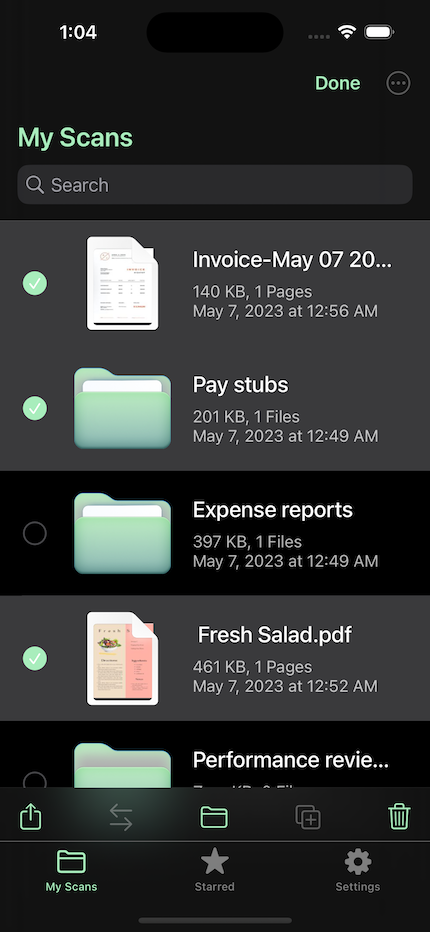 1:04
Done
My Scans
Search
Invoice-May 07 20...
140 KB, 1 Pages
May 7, 2023 at 12:56 AM
Pay stubs
201 KB, 1 Files
May 7, 2023 at 12:49 AM
Expense reports
397 KB, 1 Files
May 7, 2023 at 12:49 AM
Fresh Salad.pdf
461 KB, 1 Pages
May 7, 2023 at 12:52 AM
Performance revie...
My Scans
Starred
Settings